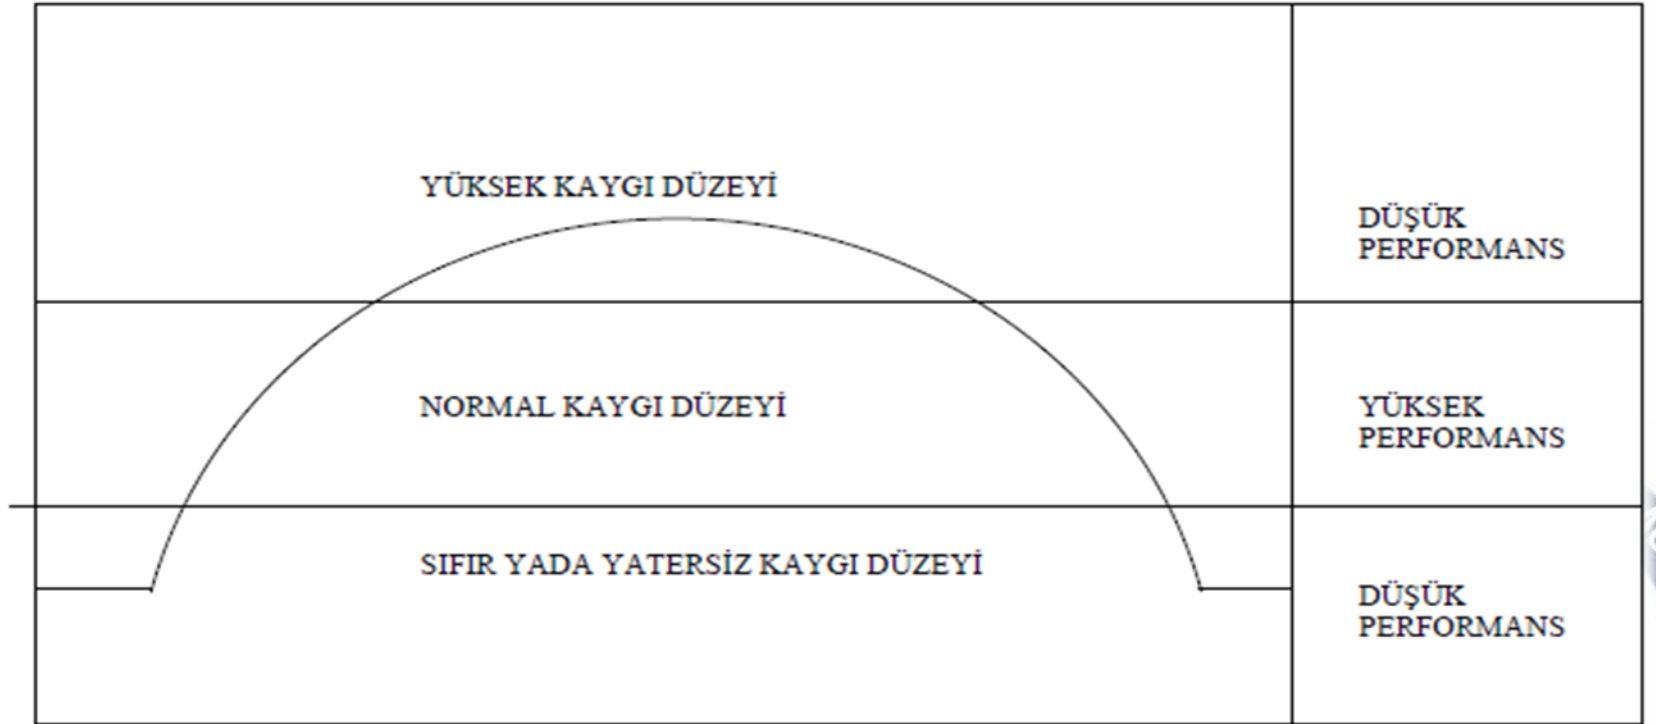 YÜKSEK KAYGI DÜZEYİ
DÜŞÜK
PERFORMANS
NORMAL KAYGI DÜZEYİ
YÜKSEK
PERFORMANS
SIFIR YADA YATERSİZ KAYGI DÜZEYİ
DÜŞÜK
PERFORMANS